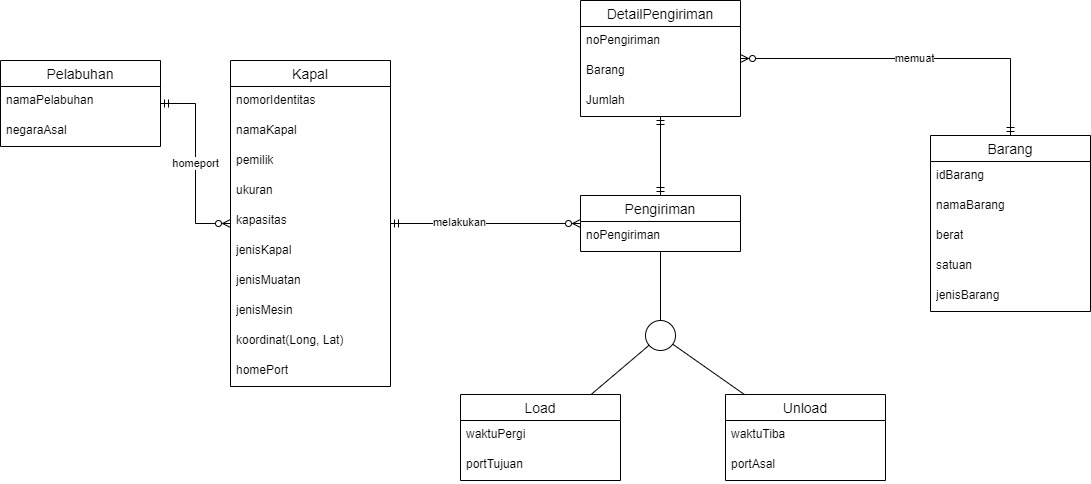 DetailPengiriman
noPengiriman
Barang
Jumlah
memuat
Pelabuhan
namaPelabuhan
negaraAsal
homeport
Kapal
nomorIdentitas
namaKapal
pemilik
ukuran
kapasitas
jenisKapal
jenisMuatan
jenisMesin
koordinat(Long, Lat)
homePort
melakukan
Pengiriman
noPengiriman
Barang
idBarang
namaBarang
berat
satuan
jenisBarang
Load
waktuPergi
portTujuan
Unload
waktuTiba
portAsal